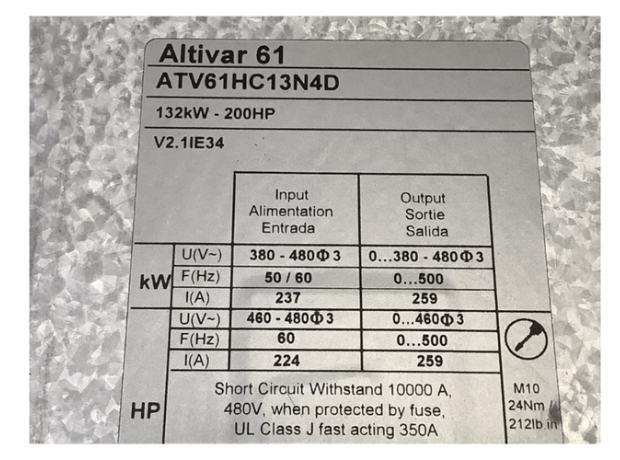 Altivar 61
ATV61HC13N4D
132kW - 200HP
V2.1IE34
Input Output
Alimentation Sortie
Entrada Salida
kW
U(V~) 380 - 480Φ3 0...380 - 480Φ3
F(Hz) 50 / 60 0...500
I(A) 237 259
U(V~) 460 - 480Φ3 0...460Φ3
F(Hz) 60 0...500
I(A) 224 259
HP
Short Circuit Withstand 10000 A,
480V, when protected by fuse,
UL Class J fast acting 350A
M10
24Nm
212lb in